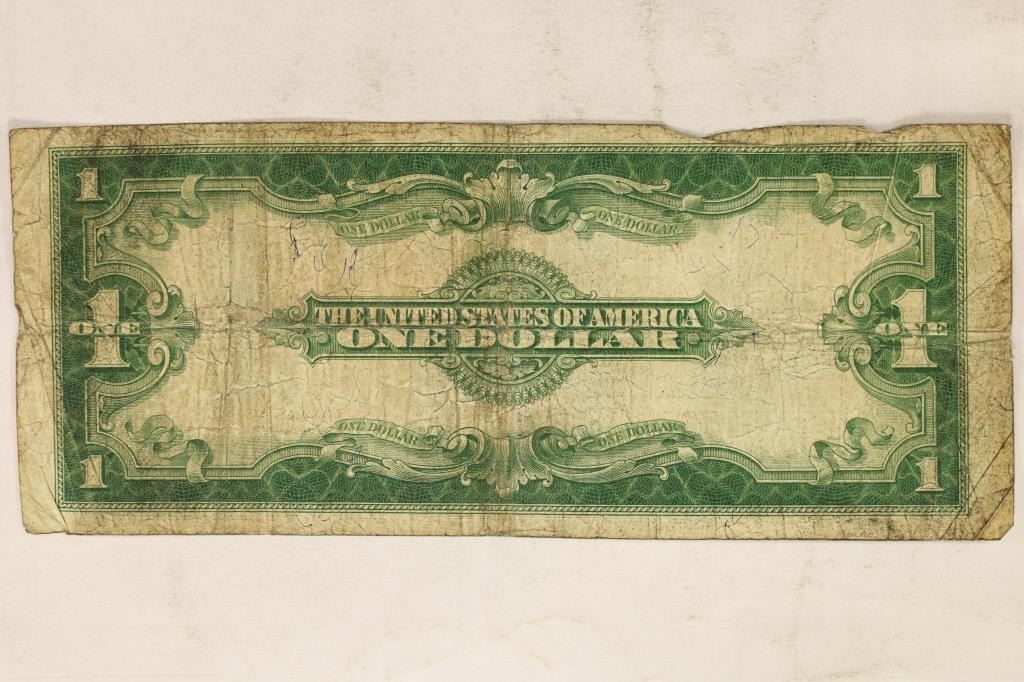 1 1
ONE DOLLAR ONE DOLLAR
THE UNITED STATES OF AMERICA
1 ONE ONE DOLLAR 1 ONE
ONE DOLLAR ONE DOLLAR
1 1